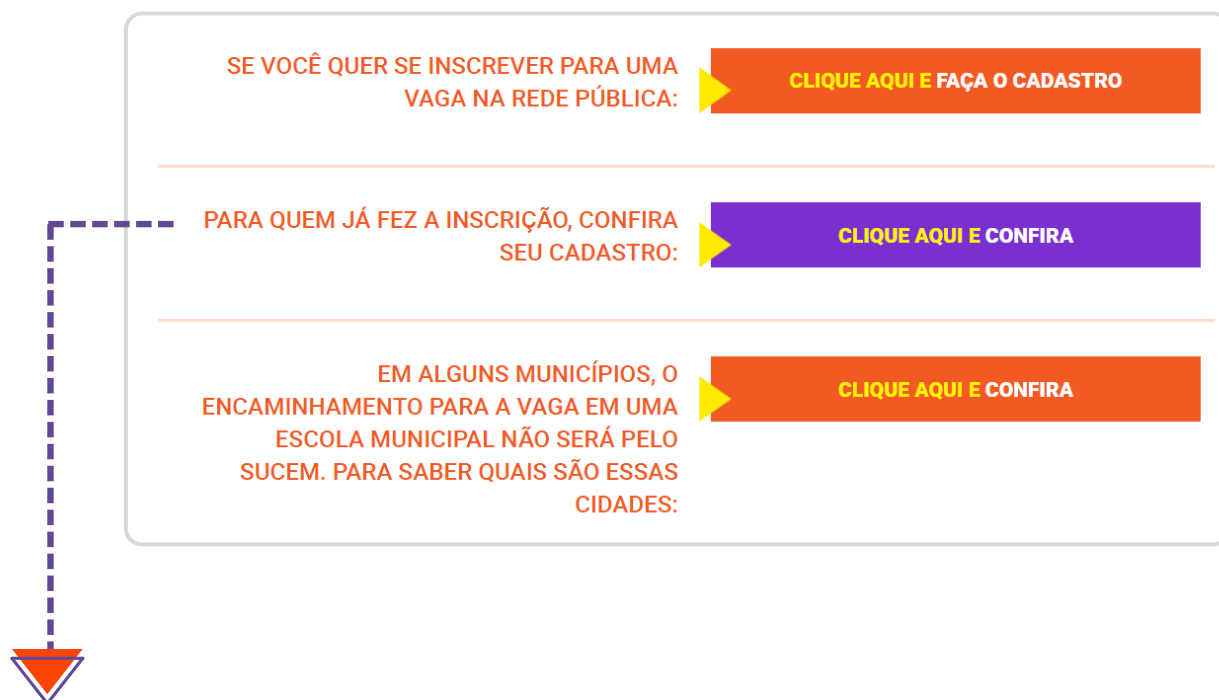 SE VOCÊ QUER SE INSCREVER PARA UMA
VAGA NA REDE PÚBLICA:
CLIQUE AQUI E FAÇA O CADASTRO
PARA QUEM JÁ FEZ A INSCRIÇÃO, CONFIRA
SEU CADASTRO:
CLIQUE AQUI E CONFIRA
EM ALGUNS MUNICÍPIOS, O
ENCAMINHAMENTO PARA A VAGA EM UMA
ESCOLA MUNICIPAL NÃO SERÁ PELO
SUCEM. PARA SABER QUAIS SÃO ESSAS
CIDADES:
CLIQUE AQUI E CONFIRA